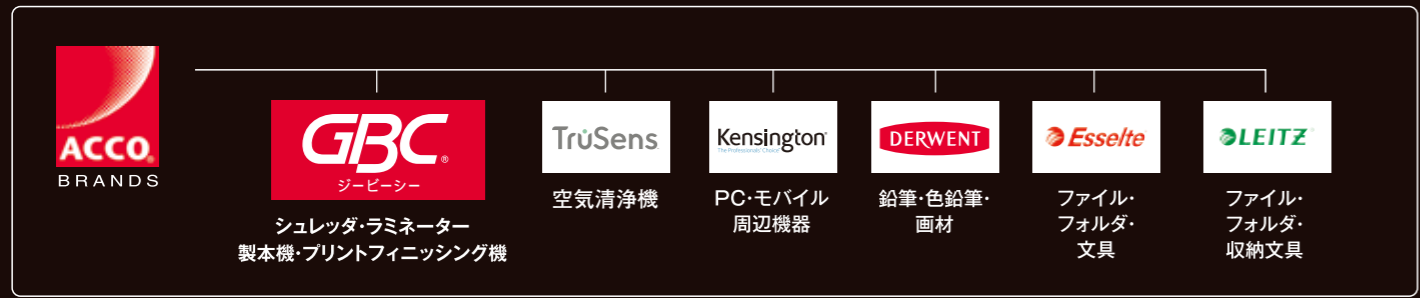 ACCO®
BRANDS
GBC®
ジービーシー
シュレッダ・ラミネーター
製本機・プリントフィニッシング機
TruSens
空気清浄機
Kensington®
The Professionals' Choice
PC・モバイル
周辺機器
DERWENT
鉛筆・色鉛筆・
画材
Esselte
ファイル・
フォルダ・
文具
LEITZ
ファイル・
フォルダ・
収納文具